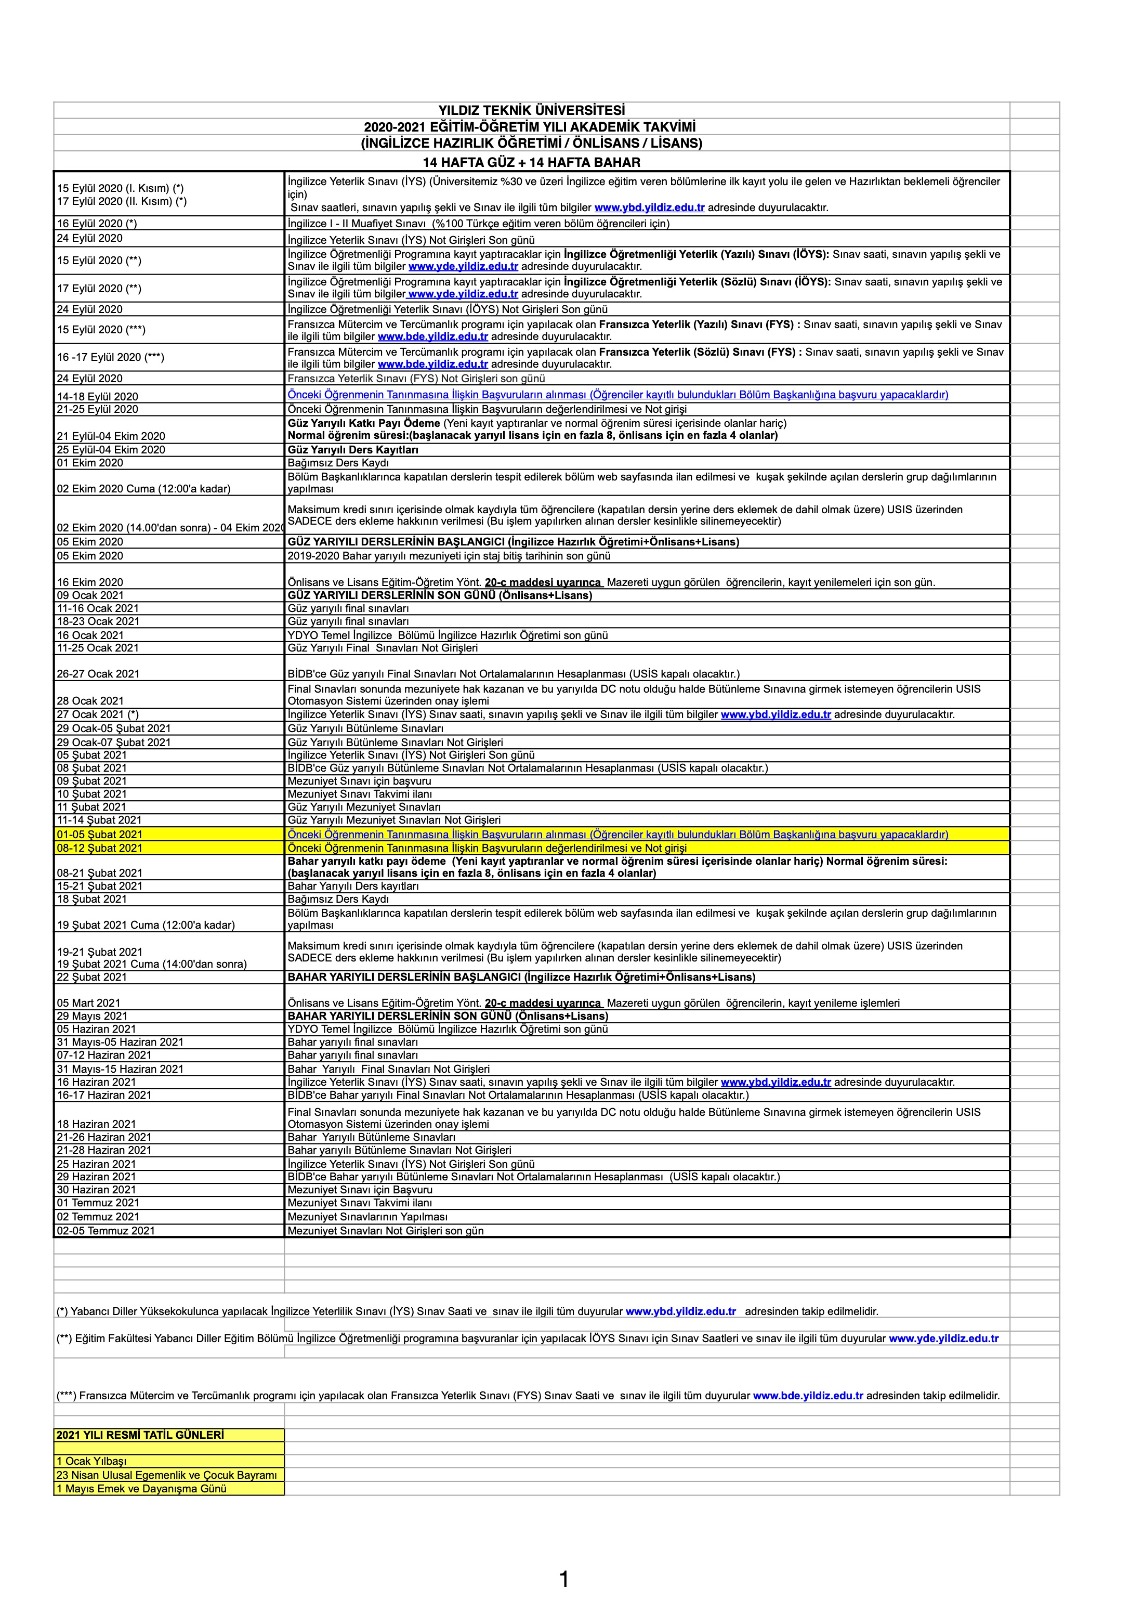 YILDIZ TEKNİK ÜNİVERSİTESİ
2020-2021 EĞİTİM-ÖĞRETİM YILI AKADEMİK TAKVİMİ
(İNGİLİZCE HAZIRLIK ÖĞRETİMİ / ÖNLİSANS / LİSANS)
14 HAFTA GÜZ + 14 HAFTA BAHAR
15 Eylül 2020 (I. Kısım) (*)
17 Eylül 2020 (II. Kısım) (*)
İngilizce Yeterlik Sınavı (İYS) (Üniversitemiz %30 ve üzeri İngilizce eğitim veren bölümlerine ilk kayıt yolu ile gelen ve Hazırlıktan beklemeli öğrenciler
için)
Sınav saatleri, sınavın yapılış şekli ve Sınav ile ilgili tüm bilgiler www.ybd.yildiz.edu.tr adresinde duyurulacaktır.
16 Eylül 2020 (*) İngilizce I - II Muafiyet Sınavı (%100 Türkçe eğitim veren bölüm öğrencileri için)
24 Eylül 2020 İngilizce Yeterlik Sınavı (İYS) Not Girişleri Son günü
15 Eylül 2020 (**) İngilizce Öğretmenliği Programına kayıt yaptıracaklar için İngilizce Öğretmenliği Yeterlik (Yazılı) Sınavı (İÖYS): Sınav saati, sınavın yapılış şekli ve
Sınav ile ilgili tüm bilgiler www.yde.yildiz.edu.tr adresinde duyurulacaktır.
17 Eylül 2020 (**) İngilizce Öğretmenliği Programına kayıt yaptıracaklar için İngilizce Öğretmenliği Yeterlik (Sözlü) Sınavı (İÖYS): Sınav saati, sınavın yapılış şekli ve
Sınav ile ilgili tüm bilgiler www.yde.yildiz.edu.tr adresinde duyurulacaktır.
24 Eylül 2020 İngilizce Öğretmenliği Yeterlik Sınavı (İÖYS) Not Girişleri Son günü
15 Eylül 2020 (***) Fransızca Mütercim ve Tercümanlık programı için yapılacak olan Fransızca Yeterlik (Yazılı) Sınavı (FYS) : Sınav saati, sınavın yapılış şekli ve Sınav
ile ilgili tüm bilgiler www.bde.yildiz.edu.tr adresinde duyurulacaktır.
16 -17 Eylül 2020 (***) Fransızca Mütercim ve Tercümanlık programı için yapılacak olan Fransızca Yeterlik (Sözlü) Sınavı (FYS) : Sınav saati, sınavın yapılış şekli ve Sınav
ile ilgili tüm bilgiler www.bde.yildiz.edu.tr adresinde duyurulacaktır.
24 Eylül 2020 Fransızca Yeterlik Sınavı (FYS) Not Girişleri son günü
14-18 Eylül 2020 Önceki Öğrenmenin Tanınmasına İlişkin Başvuruların alınması (Öğrenciler kayıtlı bulundukları Bölüm Başkanlığına başvuru yapacaklardır)
21-25 Eylül 2020 Önceki Öğrenmenin Tanınmasına İlişkin Başvuruların değerlendirilmesi ve Not girişi
21 Eylül-04 Ekim 2020 Güz Yarıyılı Katkı Payı Ödeme (Yeni kayıt yaptıranlar ve normal öğrenim süresi içerisinde olanlar hariç)
Normal öğrenim süresi:(başlanacak yarıyıl lisans için en fazla 8, önlisans için en fazla 4 olanlar)
25 Eylül-04 Ekim 2020 Güz Yarıyılı Ders Kayıtları
01 Ekim 2020 Bağımsız Ders Kaydı
02 Ekim 2020 Cuma (12:00'a kadar) Bölüm Başkanlıklarınca kapatılan derslerin tespit edilerek bölüm web sayfasında ilan edilmesi ve kuşak şekilnde açılan derslerin grup dağılımlarının
yapılması
02 Ekim 2020 (14.00'dan sonra) - 04 Ekim 2020 Maksimum kredi sınırı içerisinde olmak kaydıyla tüm öğrencilere (kapatılan dersin yerine ders eklemek de dahil olmak üzere) USIS üzerinden
SADECE ders ekleme hakkının verilmesi (Bu işlem yapılırken alınan dersler kesinlikle silinemeyecektir)
05 Ekim 2020 GÜZ YARIYILI DERSLERİNİN BAŞLANGICI (İngilizce Hazırlık Öğretimi+Önlisans+Lisans)
05 Ekim 2020 2019-2020 Bahar yarıyılı mezuniyeti için staj bitiş tarihinin son günü
16 Ekim 2020 Önlisans ve Lisans Eğitim-Öğretim Yönt. 20-c maddesi uyarınca Mazereti uygun görülen öğrencilerin, kayıt yenilemeleri için son gün.
09 Ocak 2021 GÜZ YARIYILI DERSLERİNİN SON GÜNÜ (Önlisans+Lisans)
11-16 Ocak 2021 Güz yarıyılı final sınavları
18-23 Ocak 2021 Güz yarıyılı final sınavları
16 Ocak 2021 YDYO Temel İngilizce Bölümü İngilizce Hazırlık Öğretimi son günü
11-25 Ocak 2021 Güz Yarıyılı Final Sınavları Not Girişleri
26-27 Ocak 2021 BİDB'ce Güz yarıyılı Final Sınavları Not Ortalamalarının Hesaplanması (USİS kapalı olacaktır.)
28 Ocak 2021 Final Sınavları sonunda mezuniyete hak kazanan ve bu yarıyılda DC notu olduğu halde Bütünleme Sınavına girmek istemeyen öğrencilerin USIS
Otomasyon Sistemi üzerinden onay işlemi
27 Ocak 2021 (*) İngilizce Yeterlik Sınavı (İYS) Sınav saati, sınavın yapılış şekli ve Sınav ile ilgili tüm bilgiler www.ybd.yildiz.edu.tr adresinde duyurulacaktır.
29 Ocak-05 Şubat 2021 Güz Yarıyılı Bütünleme Sınavları
29 Ocak-07 Şubat 2021 Güz Yarıyılı Bütünleme Sınavları Not Girişleri
05 Şubat 2021 İngilizce Yeterlik Sınavı (İYS) Not Girişleri Son günü
08 Şubat 2021 BİDB'ce Güz yarıyılı Bütünleme Sınavları Not Ortalamalarının Hesaplanması (USİS kapalı olacaktır.)
09 Şubat 2021 Mezuniyet Sınavı için başvuru
10 Şubat 2021 Mezuniyet Sınavı Takvimi ilanı
11 Şubat 2021 Güz Yarıyılı Mezuniyet Sınavları
11-14 Şubat 2021 Güz Yarıyılı Mezuniyet Sınavları Not Girişleri
01-05 Şubat 2021 Önceki Öğrenmenin Tanınmasına İlişkin Başvuruların alınması (Öğrenciler kayıtlı bulundukları Bölüm Başkanlığına başvuru yapacaklardır)
08-12 Şubat 2021 Önceki Öğrenmenin Tanınmasına İlişkin Başvuruların değerlendirilmesi ve Not girişi
08-21 Şubat 2021 Bahar yarıyılı katkı payı ödeme (Yeni kayıt yaptıranlar ve normal öğrenim süresi içerisinde olanlar hariç) Normal öğrenim süresi:
(başlanacak yarıyıl lisans için en fazla 8, önlisans için en fazla 4 olanlar)
15-21 Şubat 2021 Bahar Yarıyılı Ders kayıtları
18 Şubat 2021 Bağımsız Ders Kaydı
19 Şubat 2021 Cuma (12:00'a kadar) Bölüm Başkanlıklarınca kapatılan derslerin tespit edilerek bölüm web sayfasında ilan edilmesi ve kuşak şekilnde açılan derslerin grup dağılımlarının
yapılması
19-21 Şubat 2021
19 Şubat 2021 Cuma (14:00'dan sonra)
Maksimum kredi sınırı içerisinde olmak kaydıyla tüm öğrencilere (kapatılan dersin yerine ders eklemek de dahil olmak üzere) USIS üzerinden
SADECE ders ekleme hakkının verilmesi (Bu işlem yapılırken alınan dersler kesinlikle silinemeyecektir)
22 Şubat 2021 BAHAR YARIYILI DERSLERİNİN BAŞLANGICI (İngilizce Hazırlık Öğretimi+Önlisans+Lisans)
05 Mart 2021 Önlisans ve Lisans Eğitim-Öğretim Yönt. 20-c maddesi uyarınca Mazereti uygun görülen öğrencilerin, kayıt yenileme işlemleri
29 Mayıs 2021 BAHAR YARIYILI DERSLERİNİN SON GÜNÜ (Önlisans+Lisans)
05 Haziran 2021 YDYO Temel İngilizce Bölümü İngilizce Hazırlık Öğretimi son günü
31 Mayıs-05 Haziran 2021 Bahar yarıyılı final sınavları
07-12 Haziran 2021 Bahar yarıyılı final sınavları
31 Mayıs-15 Haziran 2021 Bahar Yarıyılı Final Sınavları Not Girişleri
16 Haziran 2021 İngilizce Yeterlik Sınavı (İYS) Sınav saati, sınavın yapılış şekli ve Sınav ile ilgili tüm bilgiler www.ybd.yildiz.edu.tr adresinde duyurulacaktır.
16-17 Haziran 2021 BİDB'ce Bahar yarıyılı Final Sınavları Not Ortalamalarının Hesaplanması (USİS kapalı olacaktır.)
18 Haziran 2021 Final Sınavları sonunda mezuniyete hak kazanan ve bu yarıyılda DC notu olduğu halde Bütünleme Sınavına girmek istemeyen öğrencilerin USIS
Otomasyon Sistemi üzerinden onay işlemi
21-26 Haziran 2021 Bahar Yarıyılı Bütünleme Sınavları
21-28 Haziran 2021 Bahar yarıyılı Bütünleme Sınavları Not Girişleri
25 Haziran 2021 İngilizce Yeterlik Sınavı (İYS) Not Girişleri Son günü
29 Haziran 2021 BİDB'ce Bahar yarıyılı Bütünleme Sınavları Not Ortalamalarının Hesaplanması (USİS kapalı olacaktır.)
30 Haziran 2021 Mezuniyet Sınavı için Başvuru
01 Temmuz 2021 Mezuniyet Sınavı Takvimi ilanı
02 Temmuz 2021 Mezuniyet Sınavlarının Yapılması
02-05 Temmuz 2021 Mezuniyet Sınavları Not Girişleri son gün
(*) Yabancı Diller Yüksekokulunca yapılacak İngilizce Yeterlilik Sınavı (İYS) Sınav Saati ve sınav ile ilgili tüm duyurular www.ybd.yildiz.edu.tr adresinden takip edilmelidir.
(**) Eğitim Fakültesi Yabancı Diller Eğitim Bölümü İngilizce Öğretmenliği programına başvuranlar için yapılacak İÖYS Sınavı için Sınav Saatleri ve sınav ile ilgili tüm duyurular www.yde.yildiz.edu.tr
(***) Fransızca Mütercim ve Tercümanlık programı için yapılacak olan Fransızca Yeterlik Sınavı (FYS) Sınav Saati ve sınav ile ilgili tüm duyurular www.bde.yildiz.edu.tr adresinden takip edilmelidir.
2021 YILI RESMİ TATİL GÜNLERİ
1 Ocak Yılbaşı
23 Nisan Ulusal Egemenlik ve Çocuk Bayramı
1 Mayıs Emek ve Dayanışma Günü
1